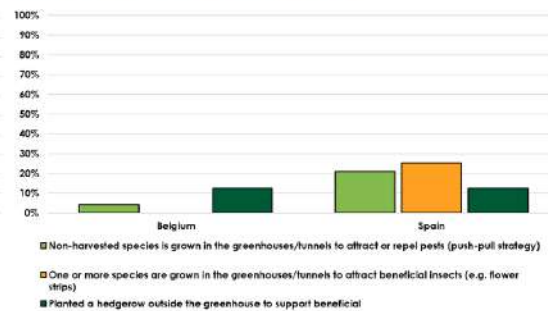 100%
90%
80%
70%
60%
50%
40%
30%
20%
10%
0%
Belgium Spain
Non-harvested species is grown in the greenhouses/tunnels to attract or repel pests (push-pull strategy)
One or more species are grown in the greenhouses/tunnels to attract beneficial insects (e.g. flower
strips)
Planted a hedgerow outside the greenhouse to support beneficial